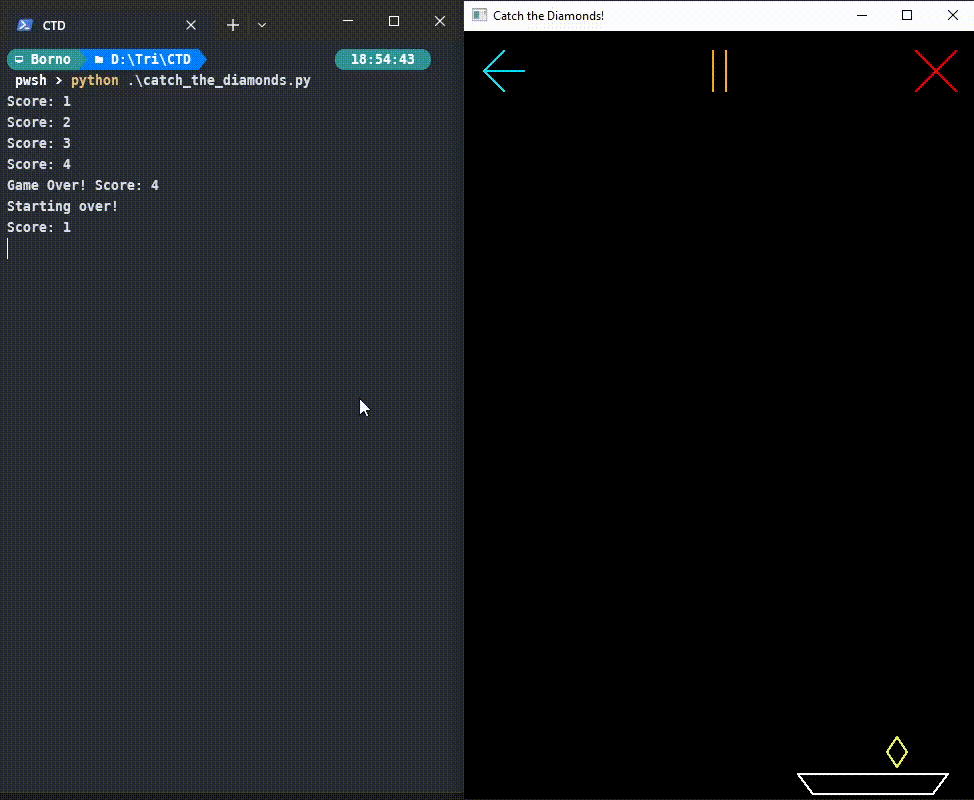 CTD
Catch the Diamonds!
Borno D:\Tri\CTD 18:54:43
pwsh > python .\catch_the_diamonds.py
Score: 1
Score: 2
Score: 3
Score: 4
Game Over! Score: 4
Starting over!
Score: 1